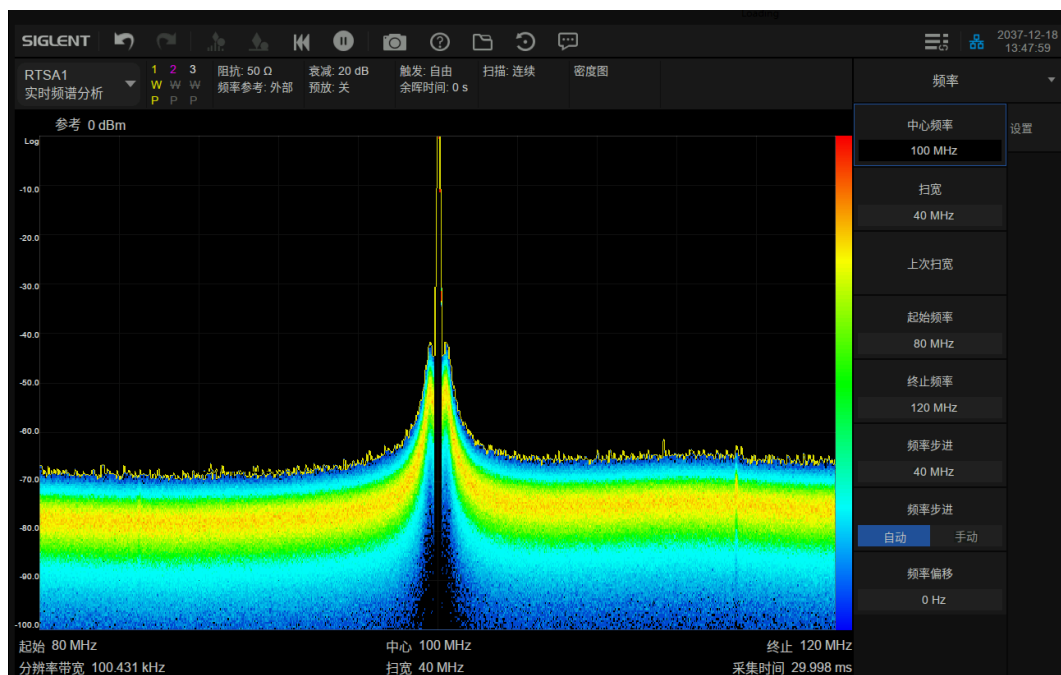 SIGLENT
2037-12-18
13:47:59
RTSA1
实时频谱分析
1 2 3
W W W
P P P
阻抗: 50 Ω
频率参考: 外部
衰减: 20 dB
预放: 关
触发: 自由
余晖时间: 0 s
扫描: 连续
密度图
频率
设置
参考 0 dBm
Log
-10.0
-20.0
-30.0
-40.0
-50.0
-60.0
-70.0
-80.0
-90.0
-100.0
中心频率
100 MHz
扫宽
40 MHz
上次扫宽
起始频率
80 MHz
终止频率
120 MHz
频率步进
40 MHz
频率步进
自动 手动
频率偏移
0 Hz
起始 80 MHz
中心 100 MHz
终止 120 MHz
分辨率带宽 100.431 kHz
扫宽 40 MHz
采集时间 29.998 ms